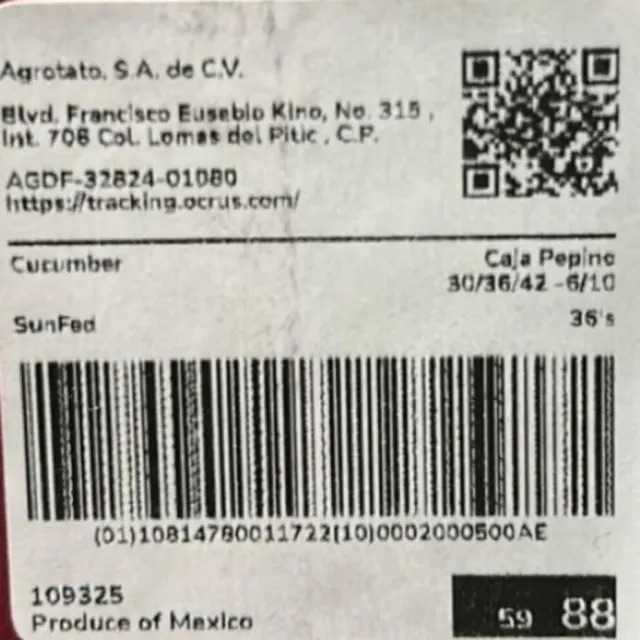 Agrotato, S.A. de C.V.
Blvd. Francisco Eusebio Kino, No. 315 ,
Int. 706 Col. Lomas del Pitic , C.P.
AGDF-32824-01080
https://tracking.ocrus.com/
Cucumber
Caja Pepino
30/36/42 -6/10
SunFed
36's
(01)10814780011722(10)0002000500AE
109325
Produce of Mexico
59 88